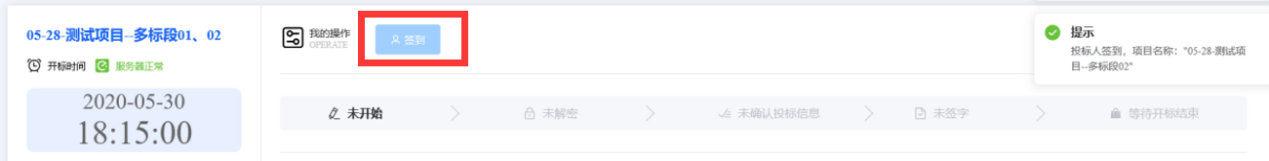 05-28-测试项目--多标段01、02
开标时间 服务器正常
2020-05-30
18:15:00
我的操作
OPERATE
签到
未开始 未解密 未确认投标信息 未签字 等待开标结束
提示
投标人签到，项目名称："05-28-测试项
目--多标段02"